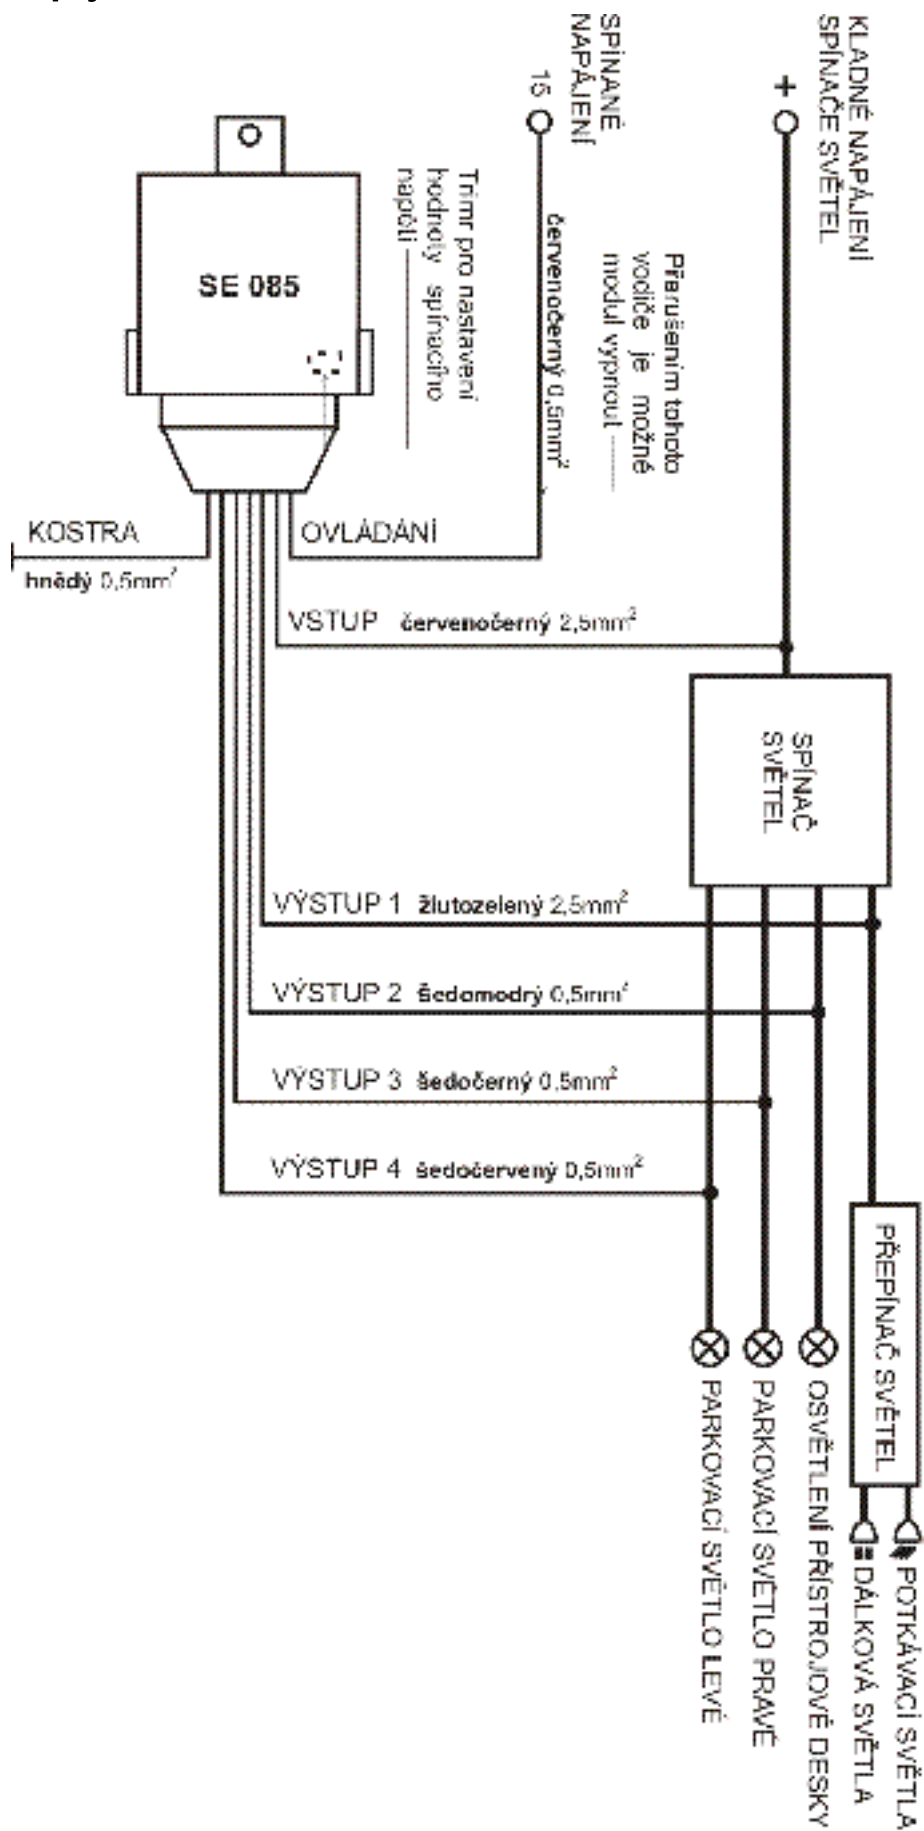 KLADNÉ NAPÁJENÍ
SPÍNAČE SVĚTEL
+
SPÍNANÉ
NAPÁJENÍ
15
Trimr pro nastavení
hodnoty spínacího
napětí
SE 085
červenočerný 0,5mm²
Přerušením tohoto
vodiče je možné
modul vypnout
KOSTRA
hnědý 0,5mm²
OVLÁDÁNÍ
VSTUP červenočerný 2,5mm²
SPÍNAČ
SVĚTEL
VÝSTUP 1 žlutozelený 2,5mm²
VÝSTUP 2 šedomodrý 0,5mm²
VÝSTUP 3 šedočerný 0,5mm²
VÝSTUP 4 šedočervený 0,5mm²
PŘEPÍNAČ SVĚTEL
PARKOVACÍ SVĚTLO LEVÉ
PARKOVACÍ SVĚTLO PRAVÉ
OSVĚTLENÍ PŘÍSTROJOVÉ DESKY
DÁLKOVÁ SVĚTLA
POTKÁVACÍ SVĚTLA